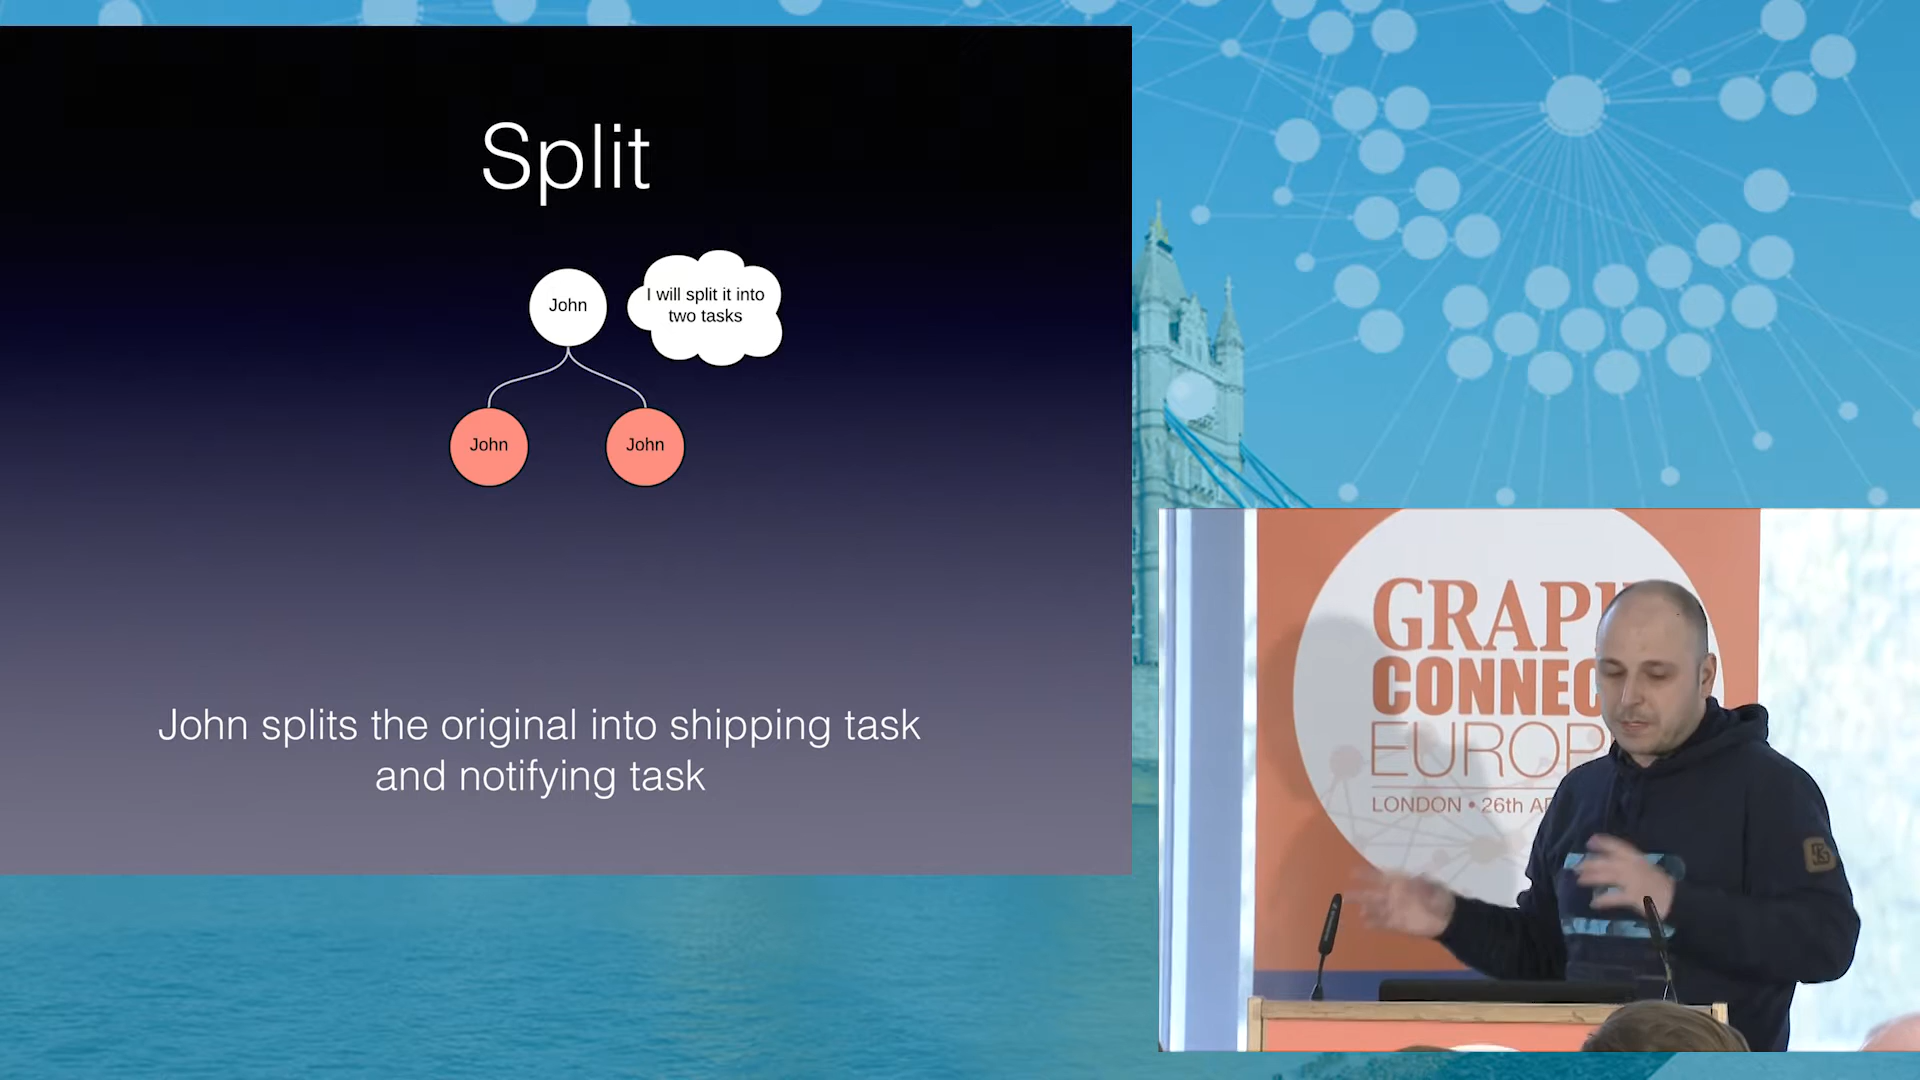 Split
John
I will split it into
two tasks
John
John
John splits the original into shipping task
and notifying task
CONNEC
EUROP
LONDON • 26th